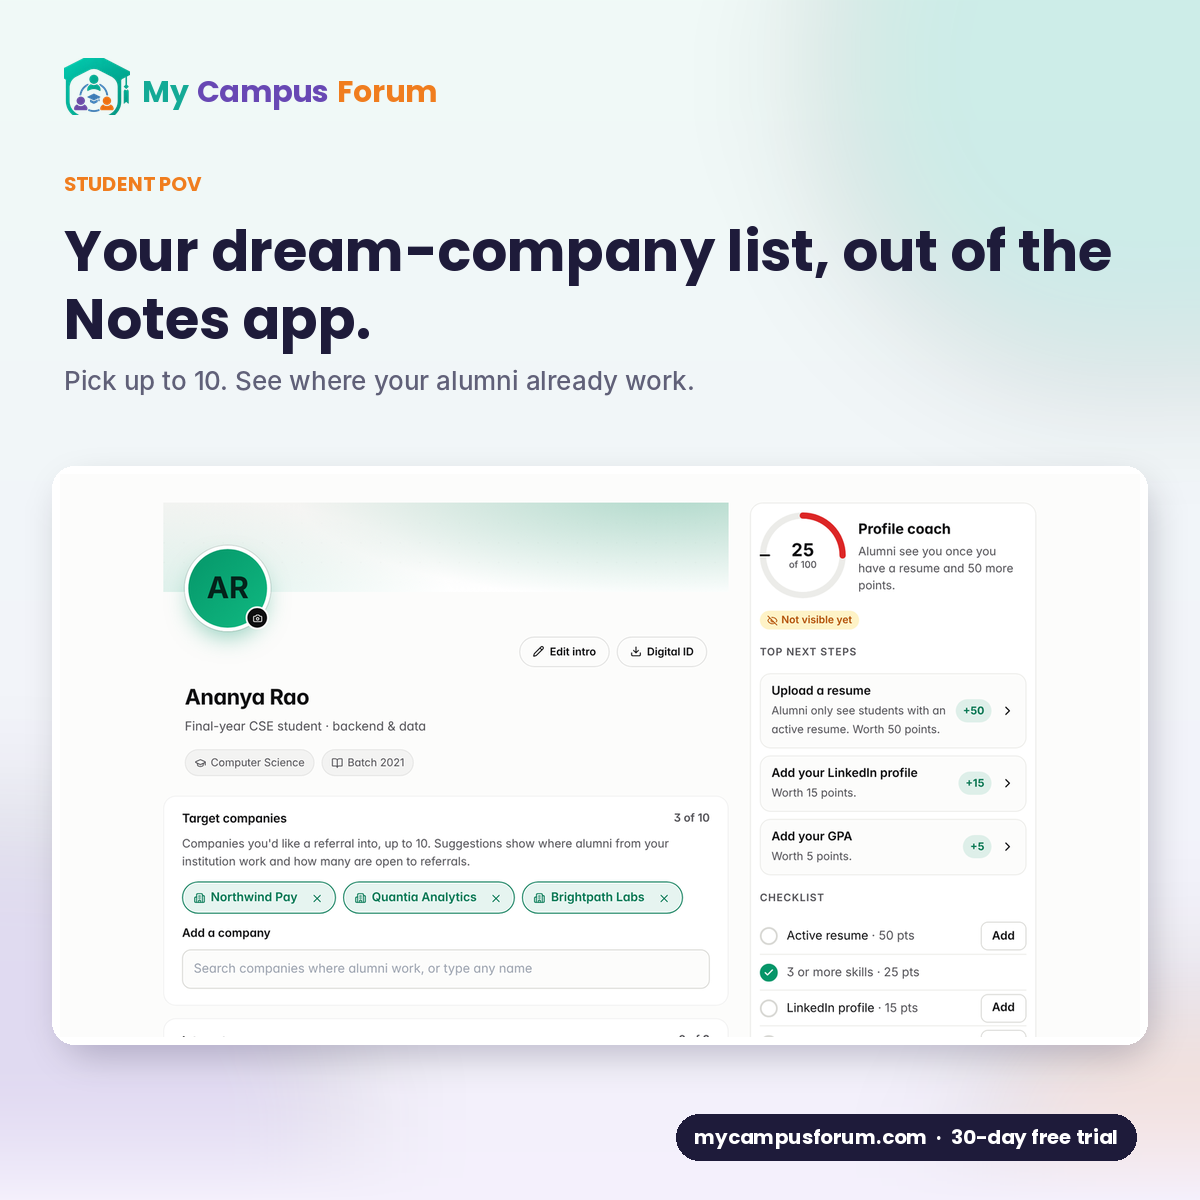 My Campus Forum
STUDENT POV
Your dream-company list, out of the
Notes app.
Pick up to 10. See where your alumni already work.
AR
Edit intro
Digital ID
Ananya Rao
Final-year CSE student · backend & data
Computer Science
Batch 2021
Target companies
3 of 10
Companies you'd like a referral into, up to 10. Suggestions show where alumni from your
institution work and how many are open to referrals.
Northwind Pay ×
Quantia Analytics ×
Brightpath Labs ×
Add a company
Search companies where alumni work, or type any name
25
of 100
Profile coach
Alumni see you once you
have a resume and 50 more
points.
Not visible yet
TOP NEXT STEPS
Upload a resume
Alumni only see students with an
active resume. Worth 50 points.
+50
Add your LinkedIn profile
Worth 15 points.
+15
Add your GPA
Worth 5 points.
+5
CHECKLIST
Active resume · 50 pts
Add
3 or more skills · 25 pts
LinkedIn profile · 15 pts
Add
mycampusforum.com · 30-day free trial